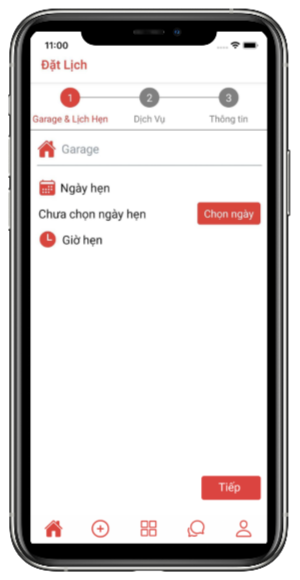 11:00
Đặt Lịch
1 2 3
Garage & Lịch Hẹn Dịch Vụ Thông tin
Garage
Ngày hẹn
Chưa chọn ngày hẹn Chọn ngày
Giờ hẹn
Tiếp